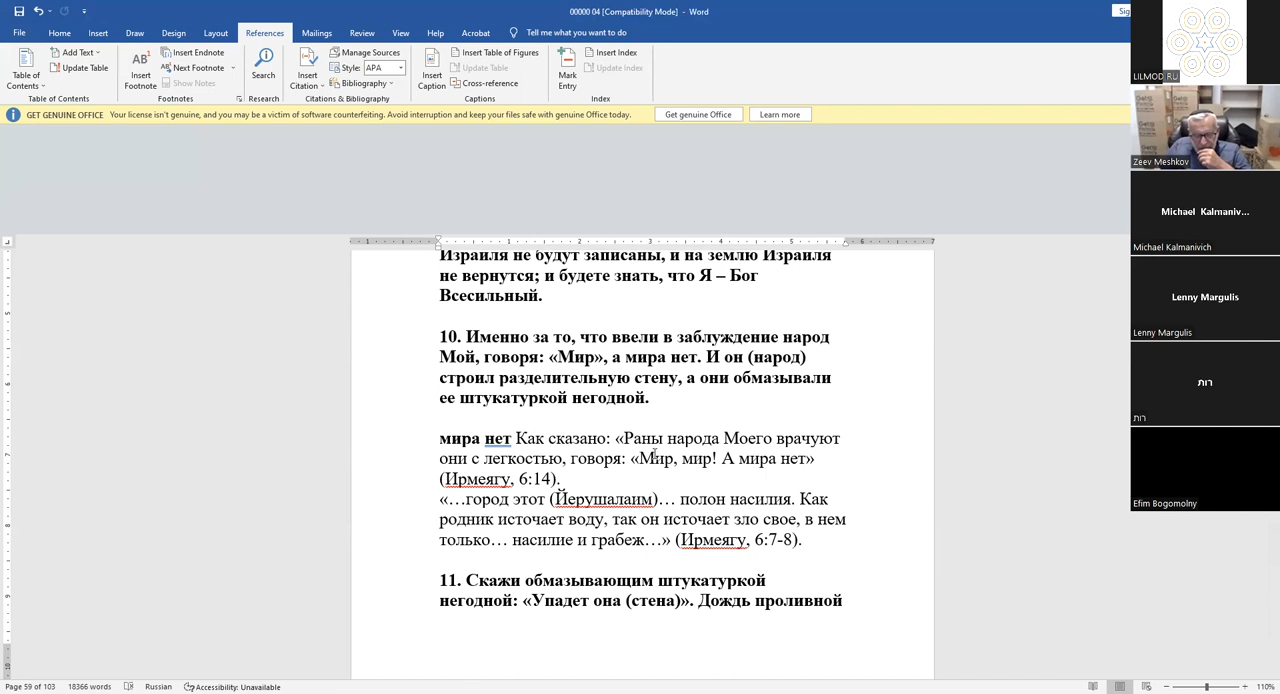 00000 04 [Compatibility Mode] - Word
Sig
File Home Insert Draw Design Layout References Mailings Review View Help Acrobat Tell me what you want to do
Table of Contents
Add Text
Update Table
Table of Contents
AB1
Insert Footnote
Insert Endnote
Next Footnote
Show Notes
Footnotes
Search
Research
Insert Citation
Manage Sources
Style: APA
Bibliography
Citations & Bibliography
Insert Caption
Insert Table of Figures
Update Table
Cross-reference
Captions
Mark Entry
Insert Index
Update Index
Index
GET GENUINE OFFICE Your license isn't genuine, and you may be a victim of software counterfeiting. Avoid interruption and keep your files safe with genuine Office today. Get genuine Office Learn more
1 1 2 3 4 5 6 7
Израиля не будут записаны, и на землю Израиля
не вернутся; и будете знать, что Я – Бог
Всесильный.
10. Именно за то, что ввели в заблуждение народ
Мой, говоря: «Мир», а мира нет. И он (народ)
строил разделительную стену, а они обмазывали
ее штукатуркой негодной.
мира нет Как сказано: «Раны народа Моего врачуют
они с легкостью, говоря: «Мир, мир! А мира нет»
(Ирмеягу, 6:14).
«…город этот (Йерушалаим)… полон насилия. Как
родник источает воду, так он источает зло свое, в нем
только… насилие и грабеж…» (Ирмеягу, 6:7-8).
11. Скажи обмазывающим штукатуркой
негодной: «Упадет она (стена)». Дождь проливной
LILMOD RU
Zeev Meshkov
Michael Kalmaniv...
Michael Kalmanivich
Lenny Margulis
Lenny Margulis
רות
רות
Efim Bogomolny
Page 59 of 103 18366 words Russian Accessibility: Unavailable 110%